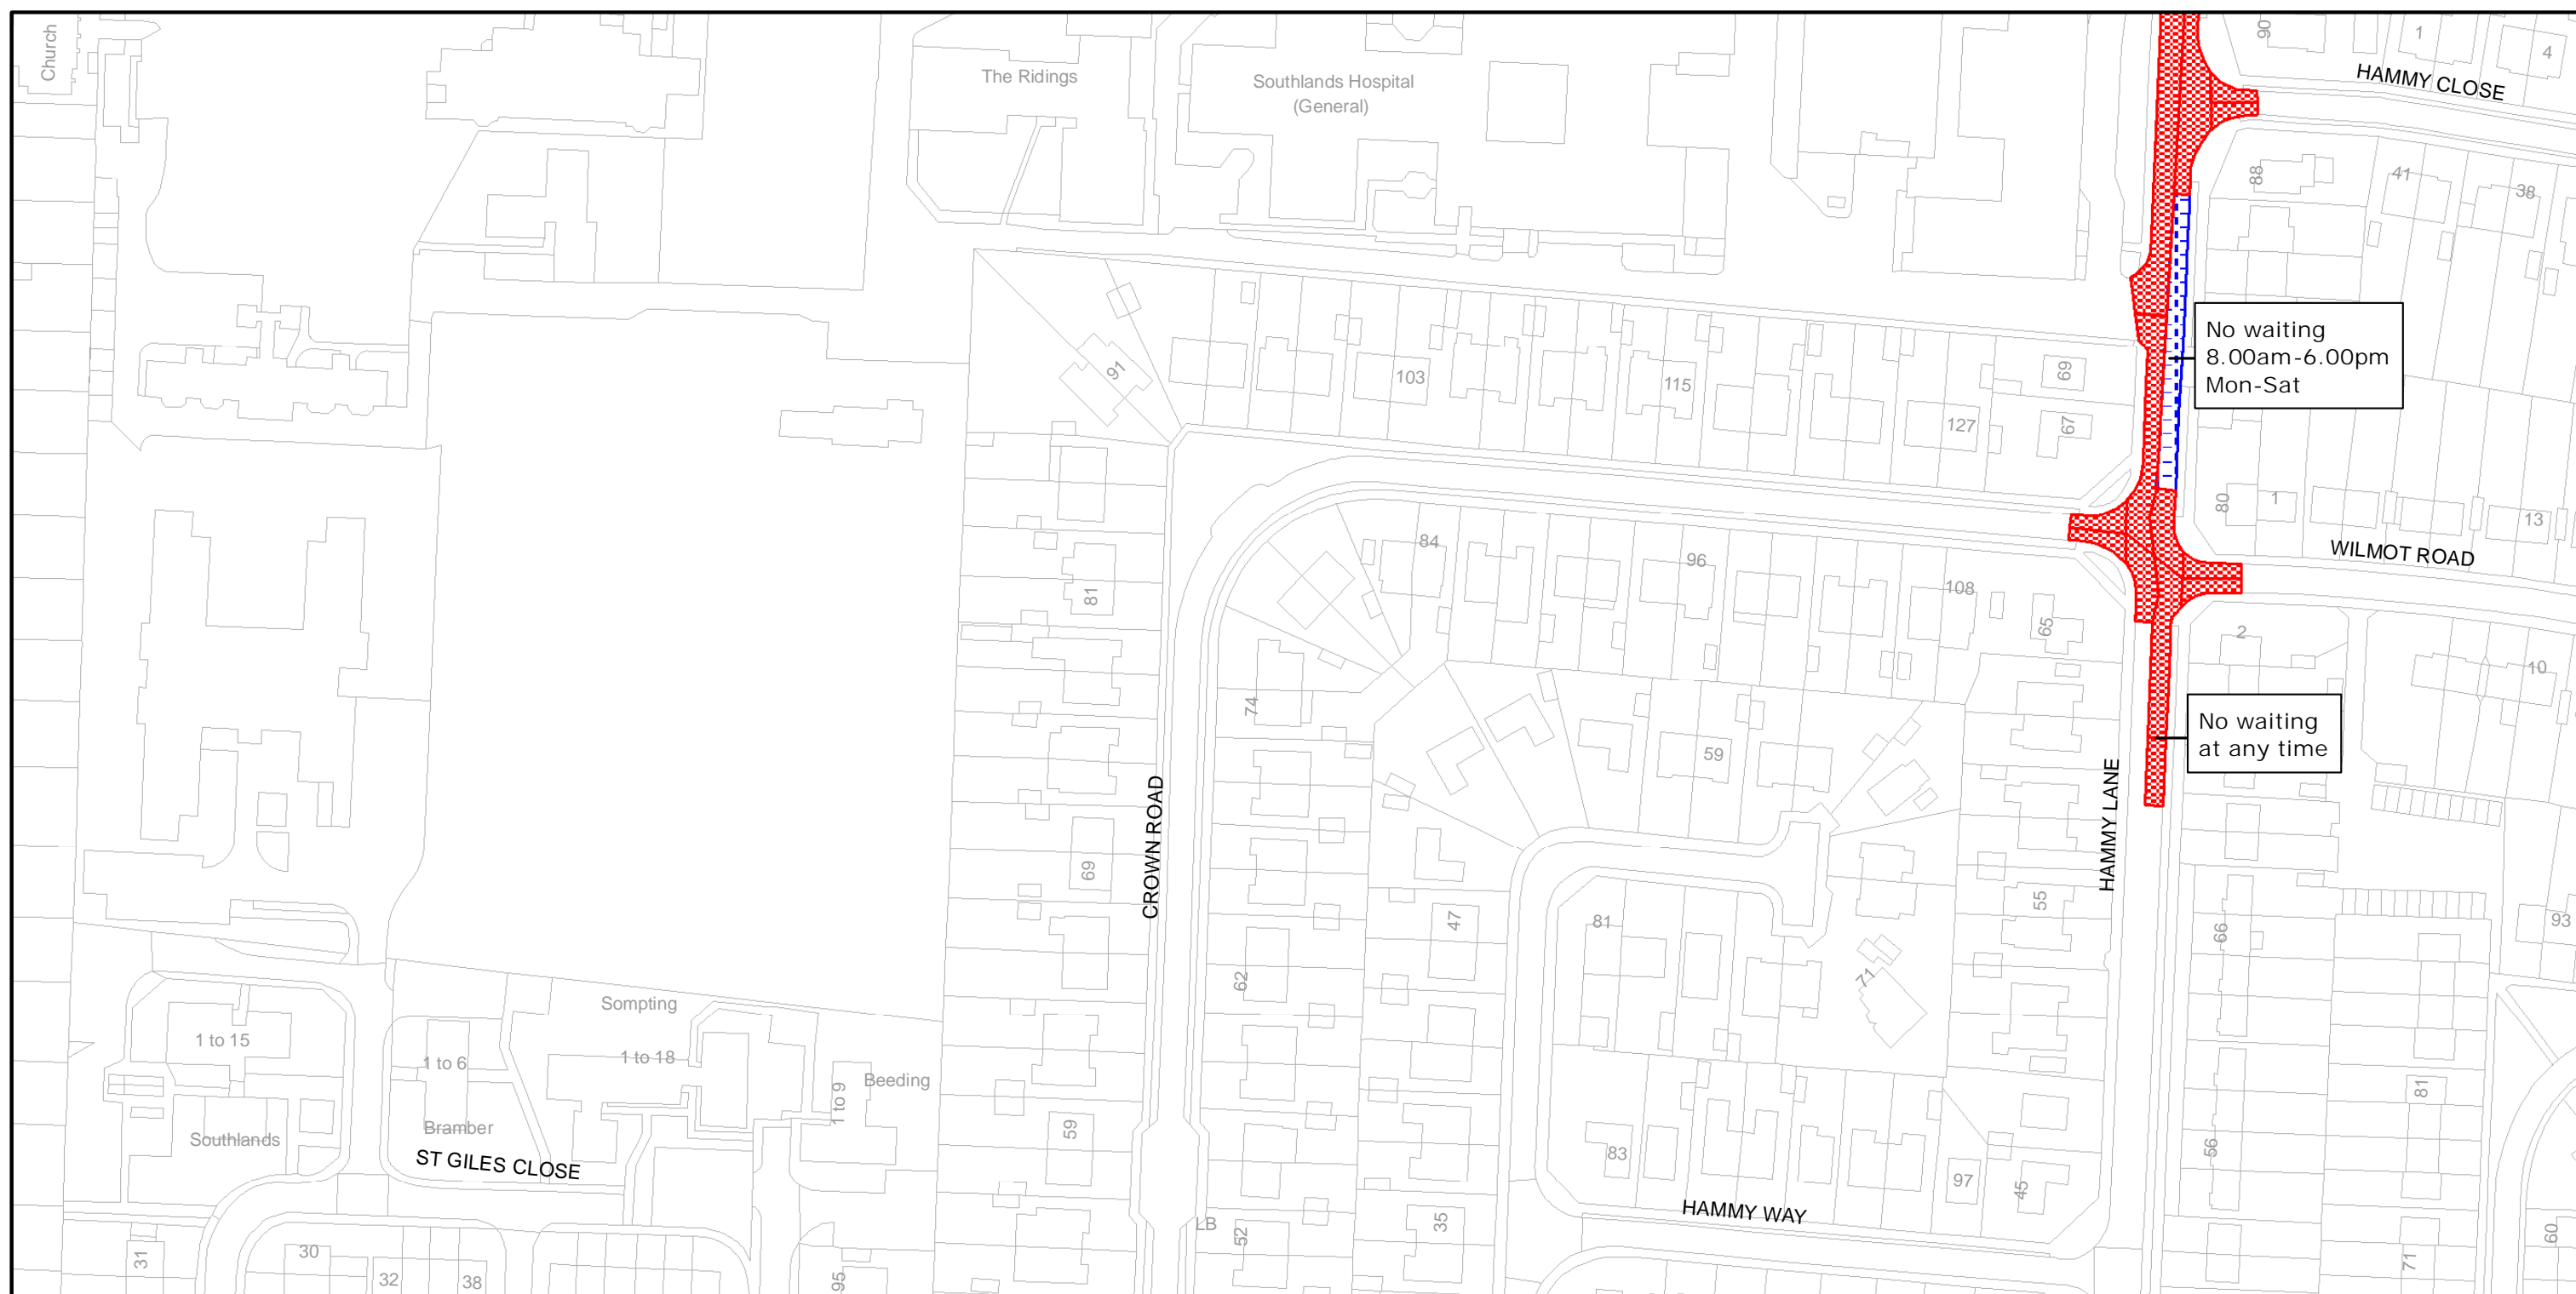 Church
The Ridings
Southlands Hospital
(General)
90
1
4
HAMMY CLOSE
88
41
38
No waiting
8.00am-6.00pm
Mon-Sat
91
103
115
127
69
67
80
1
13
WILMOT ROAD
84
96
108
65
81
74
2
10
59
No waiting
at any time
CROWN ROAD
HAMMY LANE
69
62
47
81
71
55
66
93
Sompting
1 to 15
1 to 6
1 to 18
1 to 9
Beeding
Southlands
Bramber
ST GILES CLOSE
59
83
97
45
56
81
HAMMY WAY
LB
52
35
31
30
32
38
95
71
60